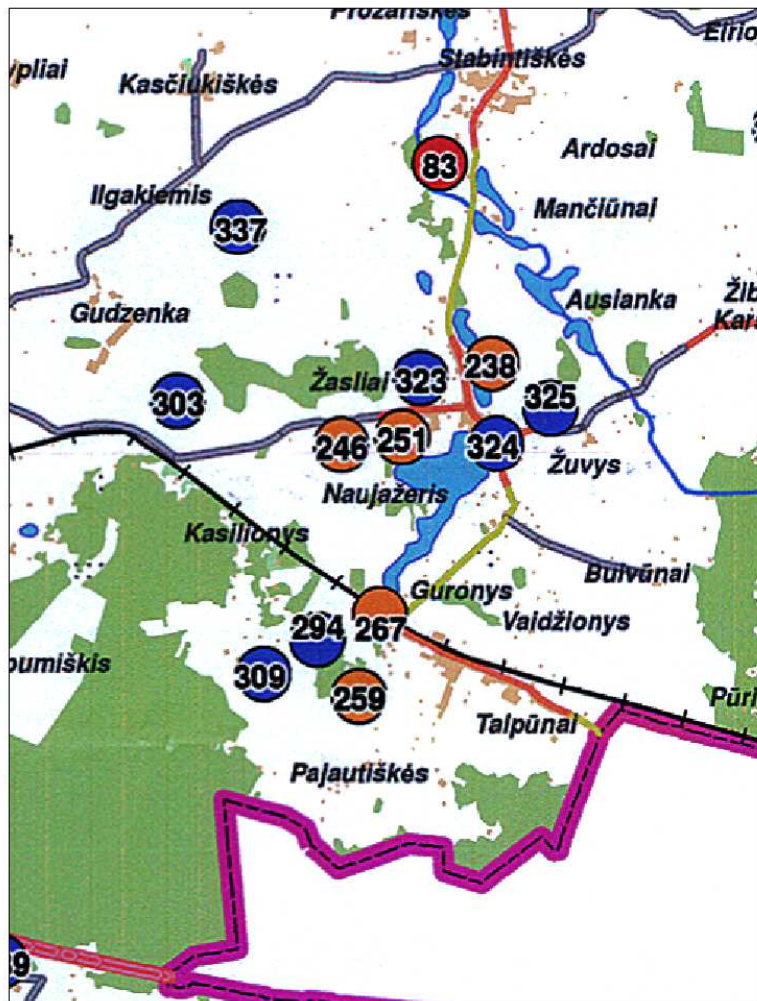 Stabintiškės
Kasčiukiškės
83
Ardosai
Ilgakiemis
337
Mančiūnai
Gudzenka
Auslanka
238
Žasliai
323
303
325
246
251
324
Žuvys
Naujažeris
Kasilionys
Guronys
Bulvūnai
267
Vaidžionys
294
309
259
Talpūnai
Pajautiškės